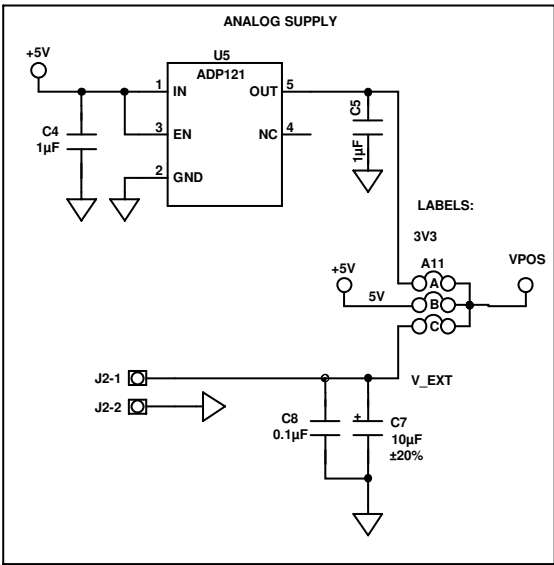 ANALOG SUPPLY
+5V
U5
ADP121
1 IN
OUT 5
C4
1µF
3 EN
NC 4
C5
1µF
2 GND
LABELS:
3V3
A11
+5V
VPOS
A
5V
B
C
J2-1
V_EXT
J2-2
C8
0.1µF
+
C7
10µF
±20%